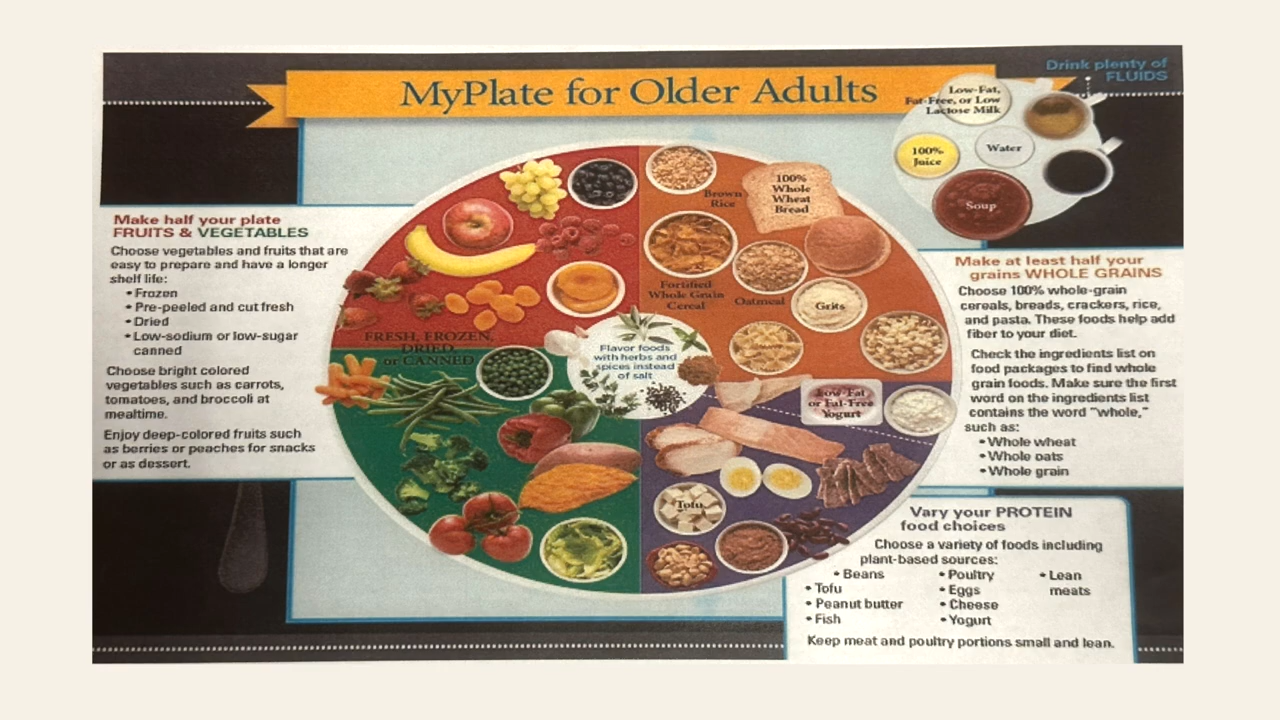 MyPlate for Older Adults
Drink plenty of
FLUIDS
Low-Fat,
Fat-Free, or Low
Lactose Milk
100%
Juice
Water
Soup
Make half your plate
FRUITS & VEGETABLES
Choose vegetables and fruits that are
easy to prepare and have a longer
shelf life:
• Frozen
• Pre-peeled and cut fresh
• Dried
• Low-sodium or low-sugar
canned
Choose bright colored
vegetables such as carrots,
tomatoes, and broccoli at
mealtime.
Enjoy deep-colored fruits such
as berries or peaches for snacks
or as dessert.
FRESH, FROZEN,
DRIED,
or CANNED
Flavor foods
with herbs and
spices instead
of salt
Brown
Rice
100%
Whole
Wheat
Bread
Fortified
Whole Grain
Cereal
Oatmeal
Grits
Low-Fat
or Fat-Free
Yogurt
Tofu
Make at least half your
grains WHOLE GRAINS
Choose 100% whole-grain
cereals, breads, crackers, rice,
and pasta. These foods help add
fiber to your diet.
Check the ingredients list on
food packages to find whole
grain foods. Make sure the first
word on the ingredients list
contains the word "whole,"
such as:
• Whole wheat
• Whole oats
• Whole grain
Vary your PROTEIN
food choices
Choose a variety of foods including
plant-based sources:
• Beans
• Tofu
• Peanut butter
• Fish
• Poultry
• Eggs
• Cheese
• Yogurt
• Lean
meats
Keep meat and poultry portions small and lean.